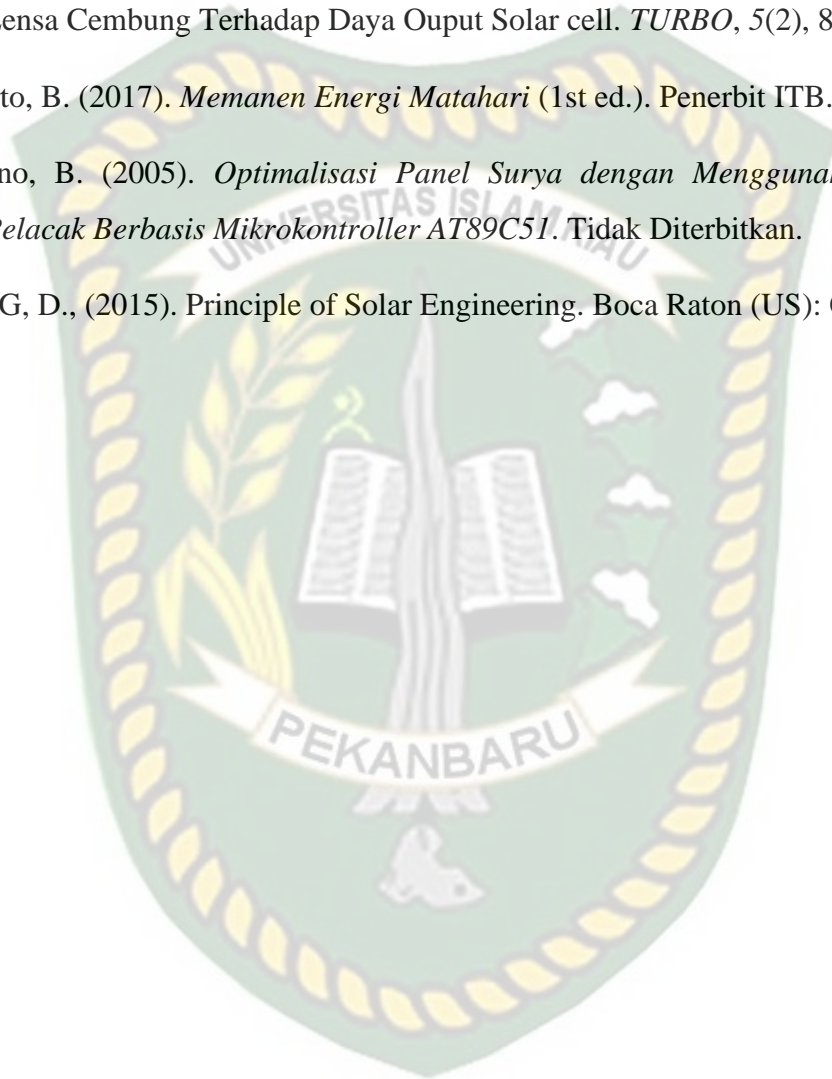 ensa Cembung Terhadap Daya Ouput Solar cell. TURBO, 5(2), 8
to, B. (2017). Memanen Energi Matahari (1st ed.). Penerbit ITB.
no, B. (2005). Optimalisasi Panel Surya dengan Menggunal
Pelacak Berbasis Mikrokontroller AT89C51. Tidak Diterbitkan.
G, D., (2015). Principle of Solar Engineering. Boca Raton (US):
UNIVERSITAS ISLAM RIAU
PEKANBARU